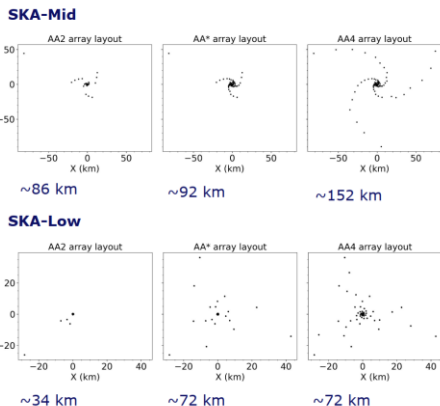 SKA-Mid
AA2 array layout AA* array layout AA4 array layout
50
0
−50
−50 0 50 −50 0 50 −50 0 50
X (km) X (km) X (km)
~86 km ~92 km ~152 km
SKA-Low
AA2 array layout AA* array layout AA4 array layout
20
0
−20
−20 0 20 40 −20 0 20 40 −20 0 20 40
X (km) X (km) X (km)
~34 km ~72 km ~72 km